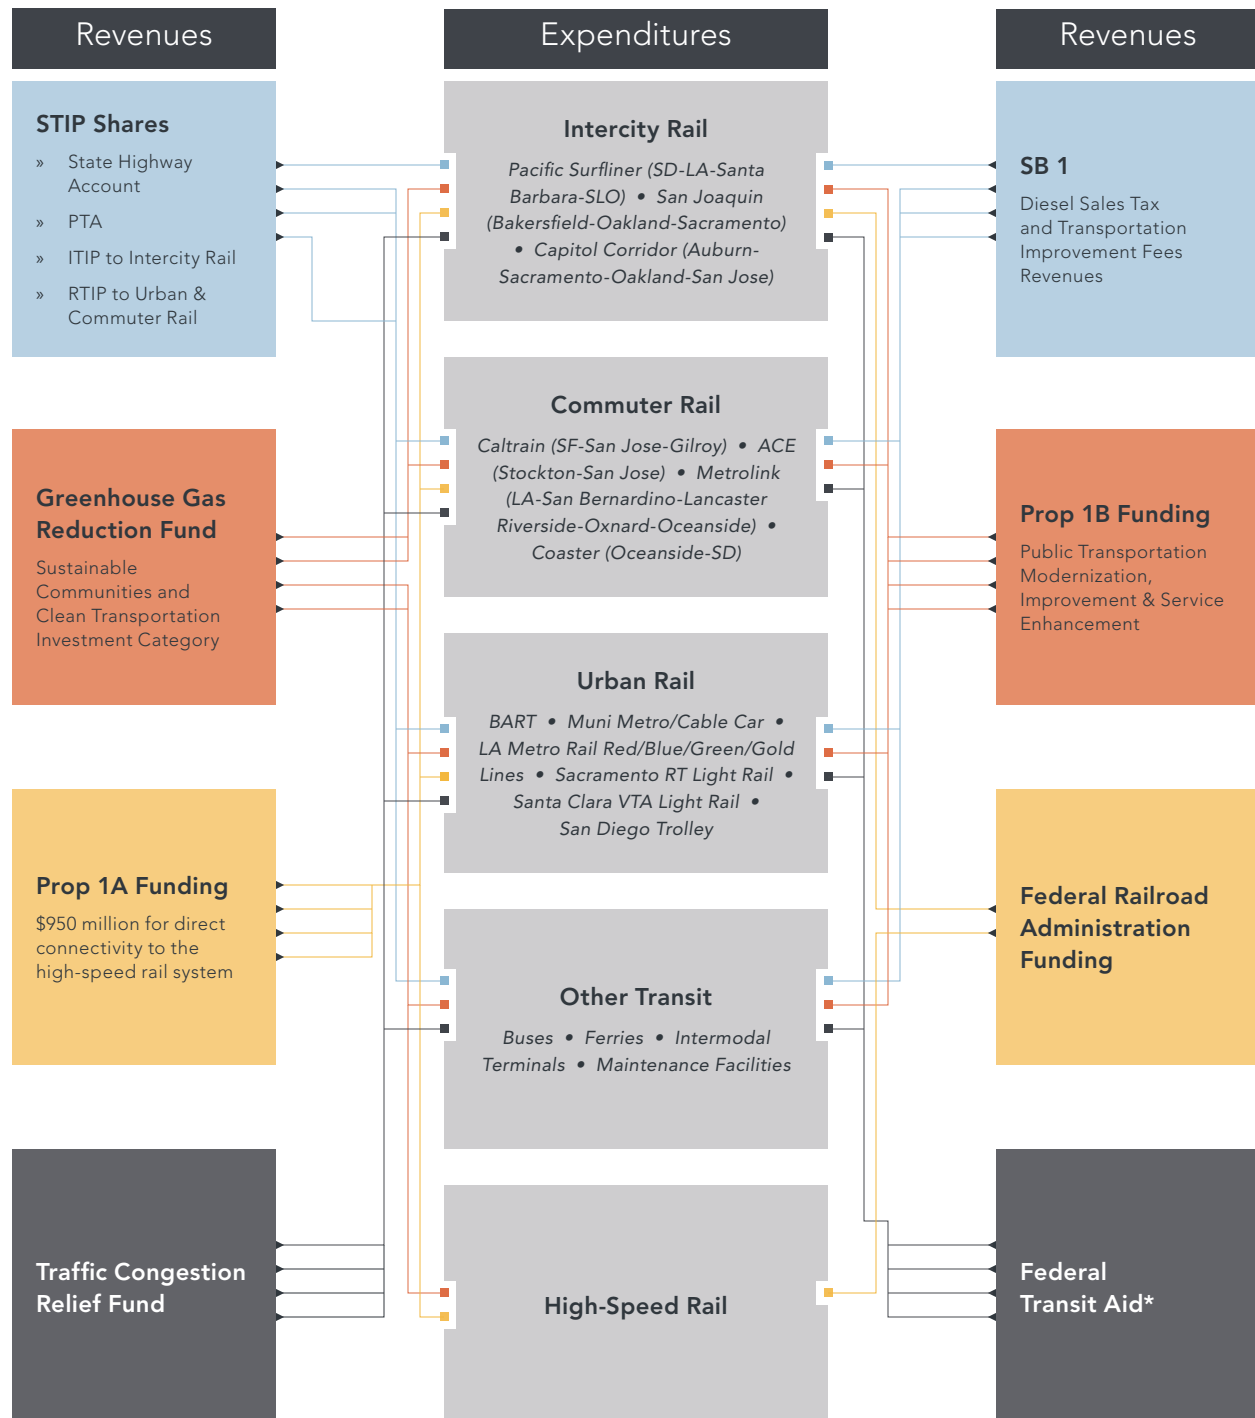 Revenues
Expenditures
Revenues
STIP Shares
» State Highway
Account
» PTA
» ITIP to Intercity Rail
» RTIP to Urban &
Commuter Rail
Greenhouse Gas
Reduction Fund
Sustainable
Communities and
Clean Transportation
Investment Category
Prop 1A Funding
$950 million for direct
connectivity to the
high-speed rail system
Traffic Congestion
Relief Fund
Intercity Rail
Pacific Surfliner (SD-LA-Santa
Barbara-SLO) • San Joaquin
(Bakersfield-Oakland-Sacramento)
• Capitol Corridor (Auburn-
Sacramento-Oakland-San Jose)
Commuter Rail
Caltrain (SF-San Jose-Gilroy) • ACE
(Stockton-San Jose) • Metrolink
(LA-San Bernardino-Lancaster
Riverside-Oxnard-Oceanside) •
Coaster (Oceanside-SD)
Urban Rail
BART • Muni Metro/Cable Car •
LA Metro Rail Red/Blue/Green/Gold
Lines • Sacramento RT Light Rail •
Santa Clara VTA Light Rail •
San Diego Trolley
Other Transit
Buses • Ferries • Intermodal
Terminals • Maintenance Facilities
High-Speed Rail
SB 1
Diesel Sales Tax
and Transportation
Improvement Fees
Revenues
Prop 1B Funding
Public Transportation
Modernization,
Improvement & Service
Enhancement
Federal Railroad
Administration
Funding
Federal
Transit Aid*